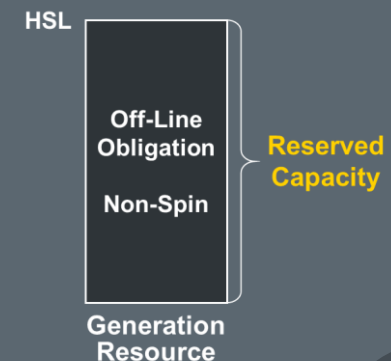 HSL
Off-Line
Obligation
Non-Spin
Reserved
Capacity
Generation
Resource